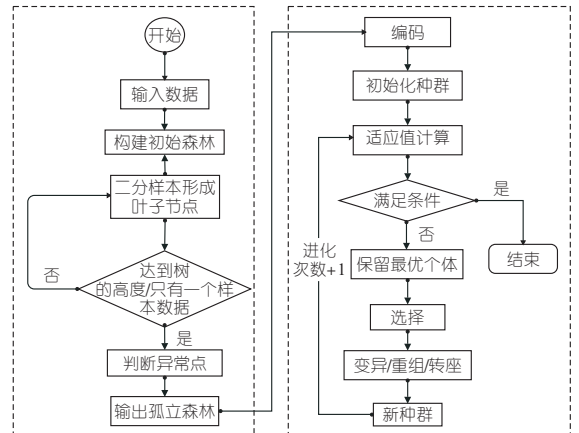 开始
输入数据
构建初始森林
二分样本形成
叶子节点
否
达到树
的高度/只有一个样
本数据
是
判断异常点
输出孤立森林
编码
初始化种群
适应值计算
满足条件
是
否
结束
进化
次数+1
保留最优个体
选择
变异/重组/转座
新种群